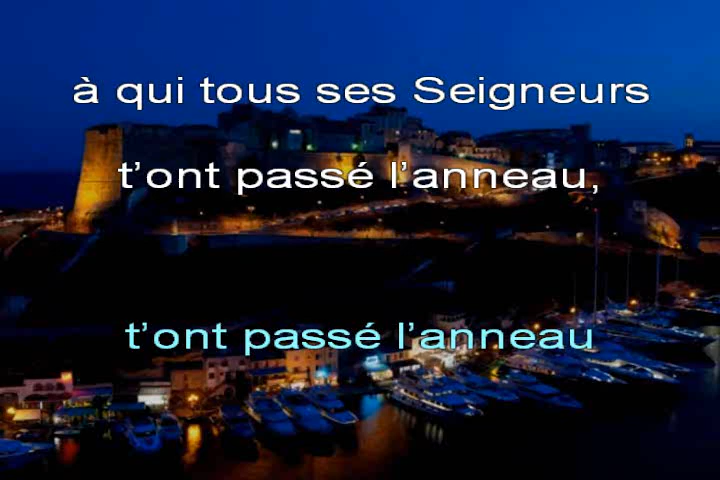 à qui tous ses Seigneurs
t’ont passé l’anneau,
t’ont passé l’anneau